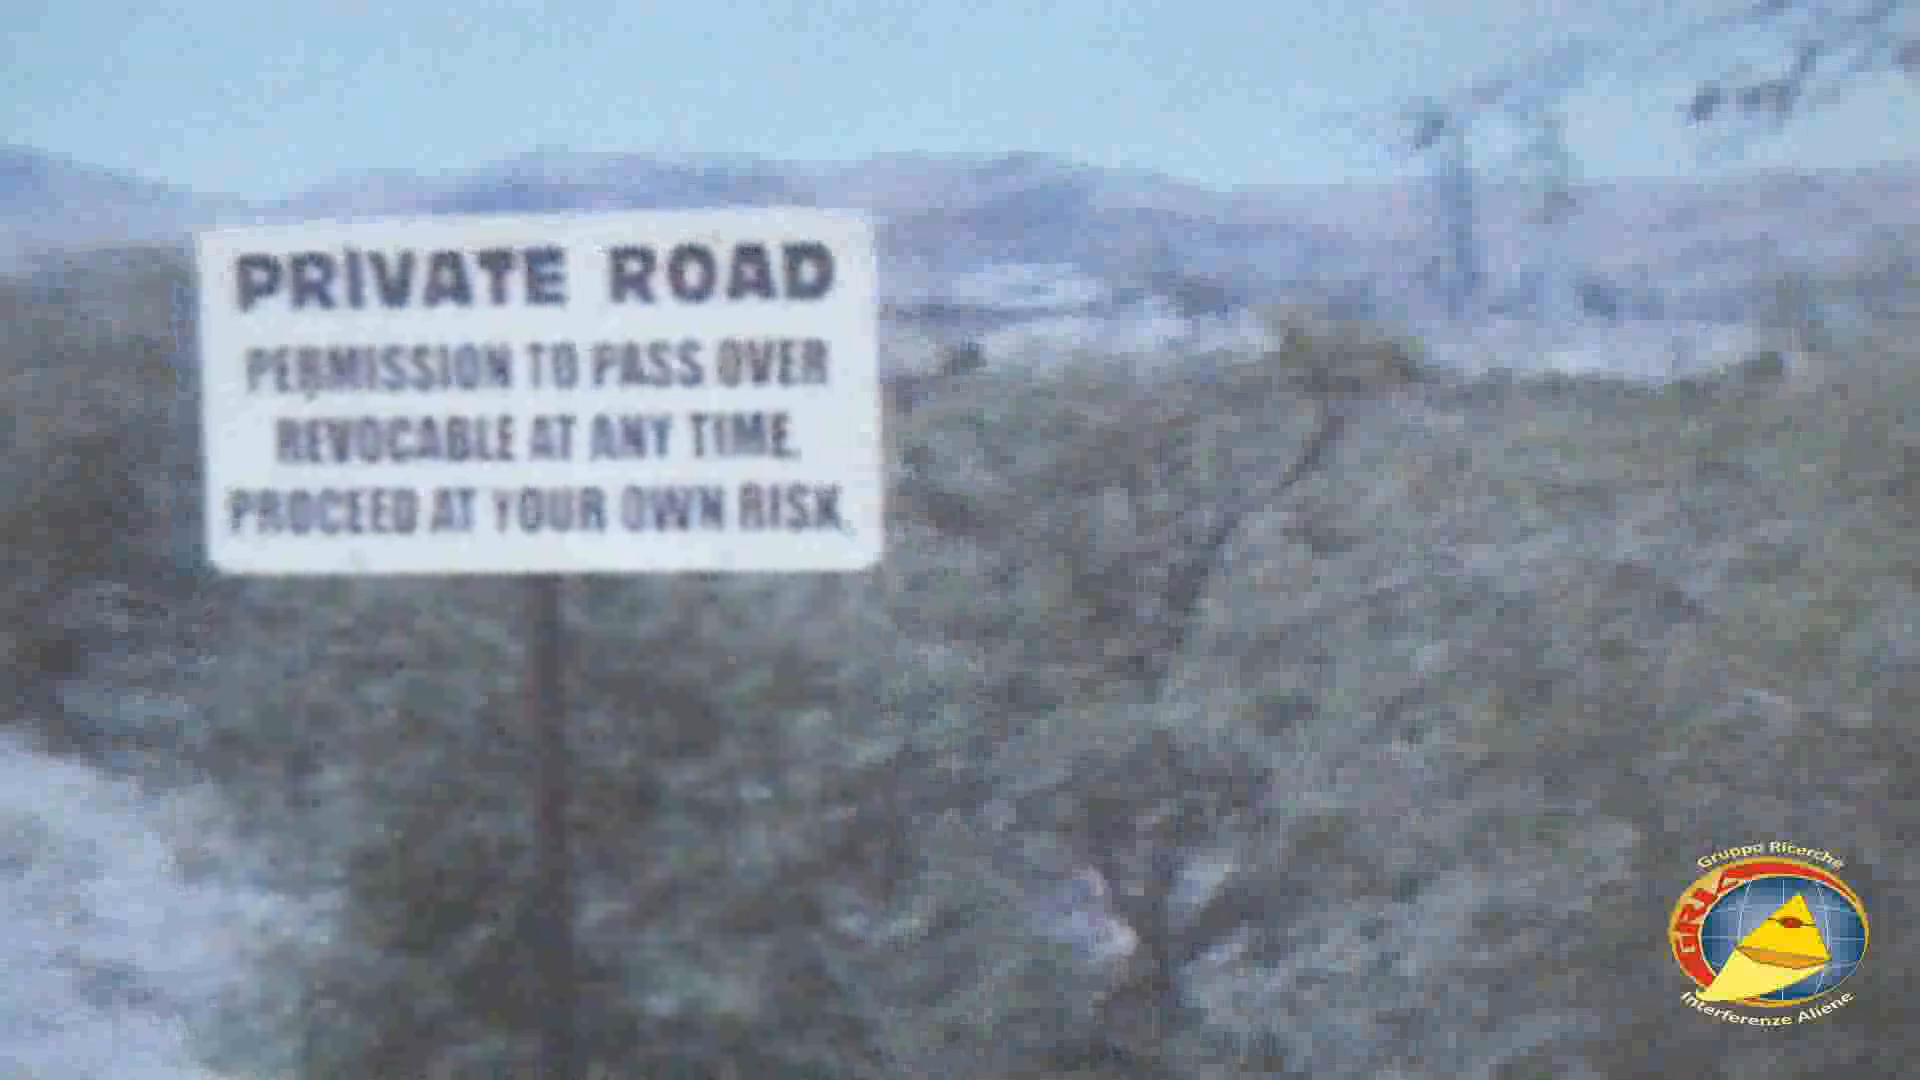 PRIVATE ROAD
PERMISSION TO PASS OVER
REVOCABLE AT ANY TIME.
PROCEED AT YOUR OWN RISK.
Gruppo Ricerche
GRIA
Interferenze Aliene